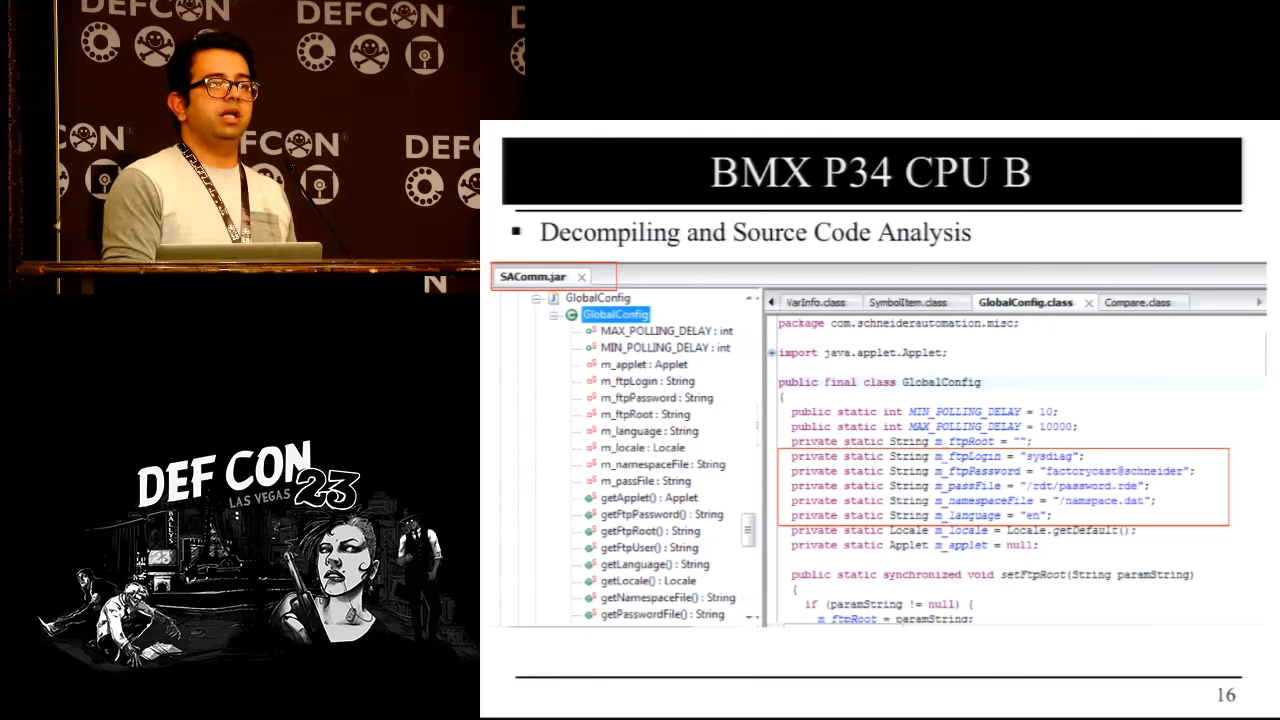 DEFCON
DEFCON
D
CON
FCON
DEFC
N
DEF CON
23
LAS VEGAS
BALLYS
BMX P34 CPU B
▪ Decompiling and Source Code Analysis
SAComm.jar
GlobalConfig
GlobalConfig
MAX_POLLING_DELAY : int
MIN_POLLING_DELAY : int
m_applet : Applet
m_ftpLogin : String
m_ftpPassword : String
m_ftpRoot : String
m_language : String
m_locale : Locale
m_namespaceFile : String
m_passFile : String
getApplet() : Applet
getFtpPassword() : String
getFtpRoot() : String
getFtpUser() : String
getLanguage() : String
getLocale() : Locale
getNamespaceFile() : String
getPasswordFile() : String
VarInfo.class SymbolItem.class GlobalConfig.class Compare.class
package com.schneiderautomation.misc;
import java.applet.Applet;
public final class GlobalConfig
{
public static int MIN_POLLING_DELAY = 10;
public static int MAX_POLLING_DELAY = 10000;
private static String m_ftpRoot = "";
private static String m_ftpLogin = "sysdiag";
private static String m_ftpPassword = "factorycast@schneider";
private static String m_passFile = "/rdt/password.rde";
private static String m_namespaceFile = "/namspace.dat";
private static String m_language = "en";
private static Locale m_locale = Locale.getDefault();
private static Applet m_applet = null;
public static synchronized void setFtpRoot(String paramString)
{
if (paramString != null) {
m_ftpRoot = paramString;
16